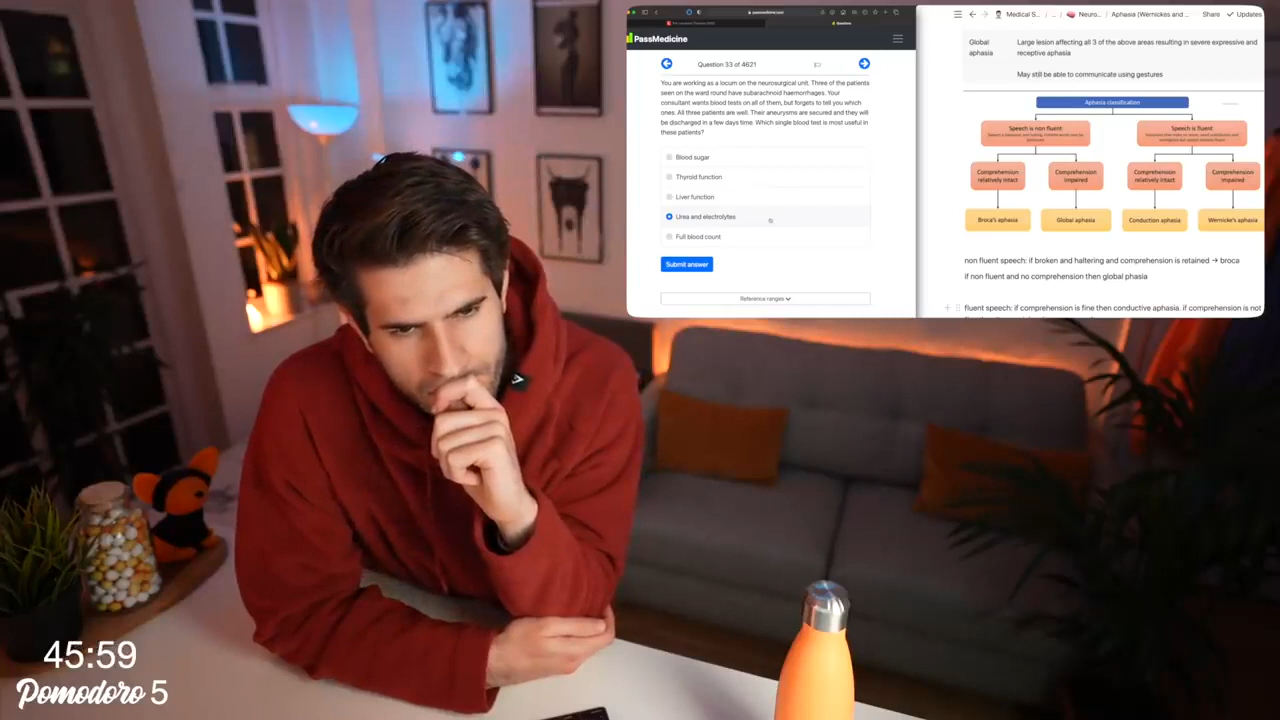 passmedicine.com
Questions
PassMedicine
Question 33 of 4621
You are working as a locum on the neurosurgical unit. Three of the patients
seen on the ward round have subarachnoid haemorrhages. Your
consultant wants blood tests on all of them, but forgets to tell you which
ones. All three patients are well. Their aneurysms are secured and they will
be discharged in a few days time. Which single blood test is most useful in
these patients?
Blood sugar
Thyroid function
Liver function
Urea and electrolytes
Full blood count
Submit answer
Reference ranges
Medical S... / ... / Neuro... / Aphasia (Wernickes and ...
Share
Updates
Global
aphasia
Large lesion affecting all 3 of the above areas resulting in severe expressive and
receptive aphasia
May still be able to communicate using gestures
Aphasia classification
Speech is non fluent
Speech is fluent
Comprehension
relatively intact
Comprehension
impaired
Comprehension
relatively intact
Comprehension
impaired
Broca's aphasia
Global aphasia
Conduction aphasia
Wernicke's aphasia
non fluent speech: if broken and haltering and comprehension is retained → broca
if non fluent and no comprehension then global phasia
fluent speech: if comprehension is fine then conductive aphasia. if comprehension is not
45:59
Pomodoro 5